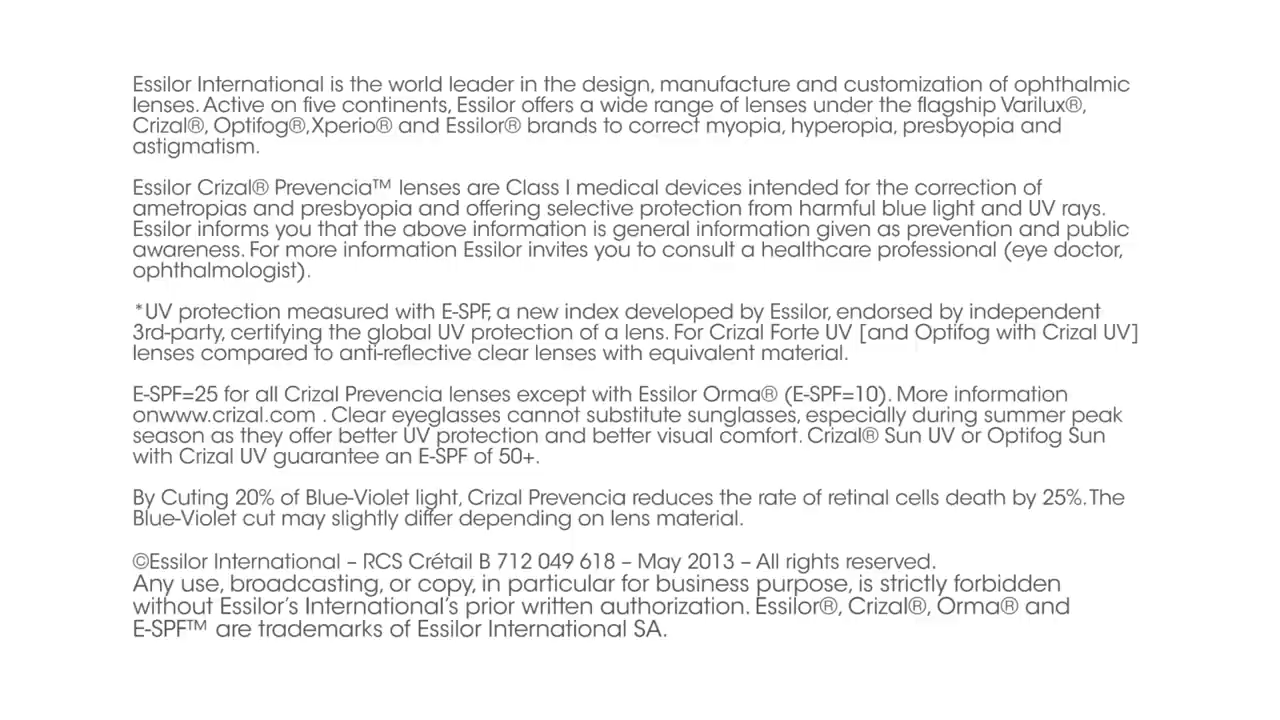 Essilor International is the world leader in the design, manufacture and customization of ophthalmic
lenses. Active on five continents, Essilor offers a wide range of lenses under the flagship Varilux®,
Crizal®, Optifog®,Xperio® and Essilor® brands to correct myopia, hyperopia, presbyopia and
astigmatism.
Essilor Crizal® Prevencia™ lenses are Class I medical devices intended for the correction of
ametropias and presbyopia and offering selective protection from harmful blue light and UV rays.
Essilor informs you that the above information is general information given as prevention and public
awareness. For more information Essilor invites you to consult a healthcare professional (eye doctor,
ophthalmologist).
*UV protection measured with E-SPF, a new index developed by Essilor, endorsed by independent
3rd-party, certifying the global UV protection of a lens. For Crizal Forte UV [and Optifog with Crizal UV]
lenses compared to anti-reflective clear lenses with equivalent material.
E-SPF=25 for all Crizal Prevencia lenses except with Essilor Orma® (E-SPF=10). More information
onwww.crizal.com . Clear eyeglasses cannot substitute sunglasses, especially during summer peak
season as they offer better UV protection and better visual comfort. Crizal® Sun UV or Optifog Sun
with Crizal UV guarantee an E-SPF of 50+.
By Cuting 20% of Blue-Violet light, Crizal Prevencia reduces the rate of retinal cells death by 25%. The
Blue-Violet cut may slightly differ depending on lens material.
©Essilor International – RCS Crétail B 712 049 618 – May 2013 – All rights reserved.
Any use, broadcasting, or copy, in particular for business purpose, is strictly forbidden
without Essilor’s International’s prior written authorization. Essilor®, Crizal®, Orma® and
E-SPF™ are trademarks of Essilor International SA.